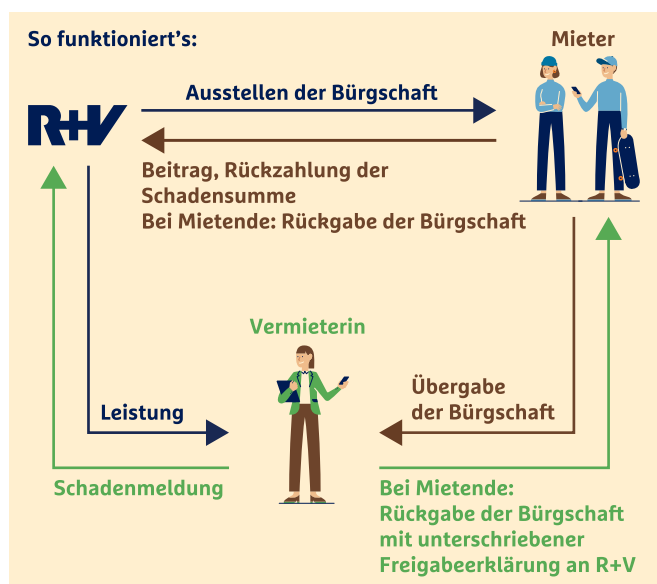 So funktioniert's:
Mieter
R+V
Ausstellen der Bürgschaft
Beitrag, Rückzahlung der
Schadensumme
Bei Mietende: Rückgabe der Bürgschaft
Vermieterin
Leistung
Übergabe
der Bürgschaft
Schadenmeldung
Bei Mietende:
Rückgabe der Bürgschaft
mit unterschriebener
Freigabeerklärung an R+V